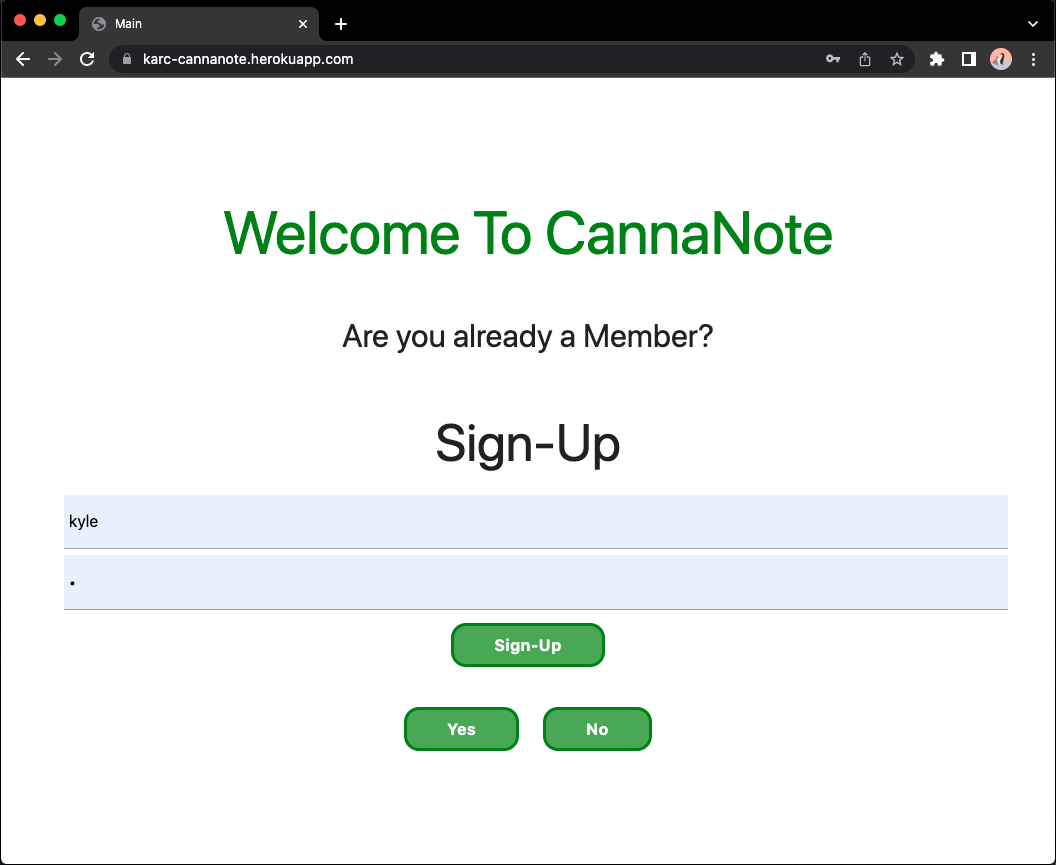 Main
karc-cannanote.herokuapp.com
Welcome To CannaNote
Are you already a Member?
Sign-Up
kyle
•
Sign-Up
Yes No